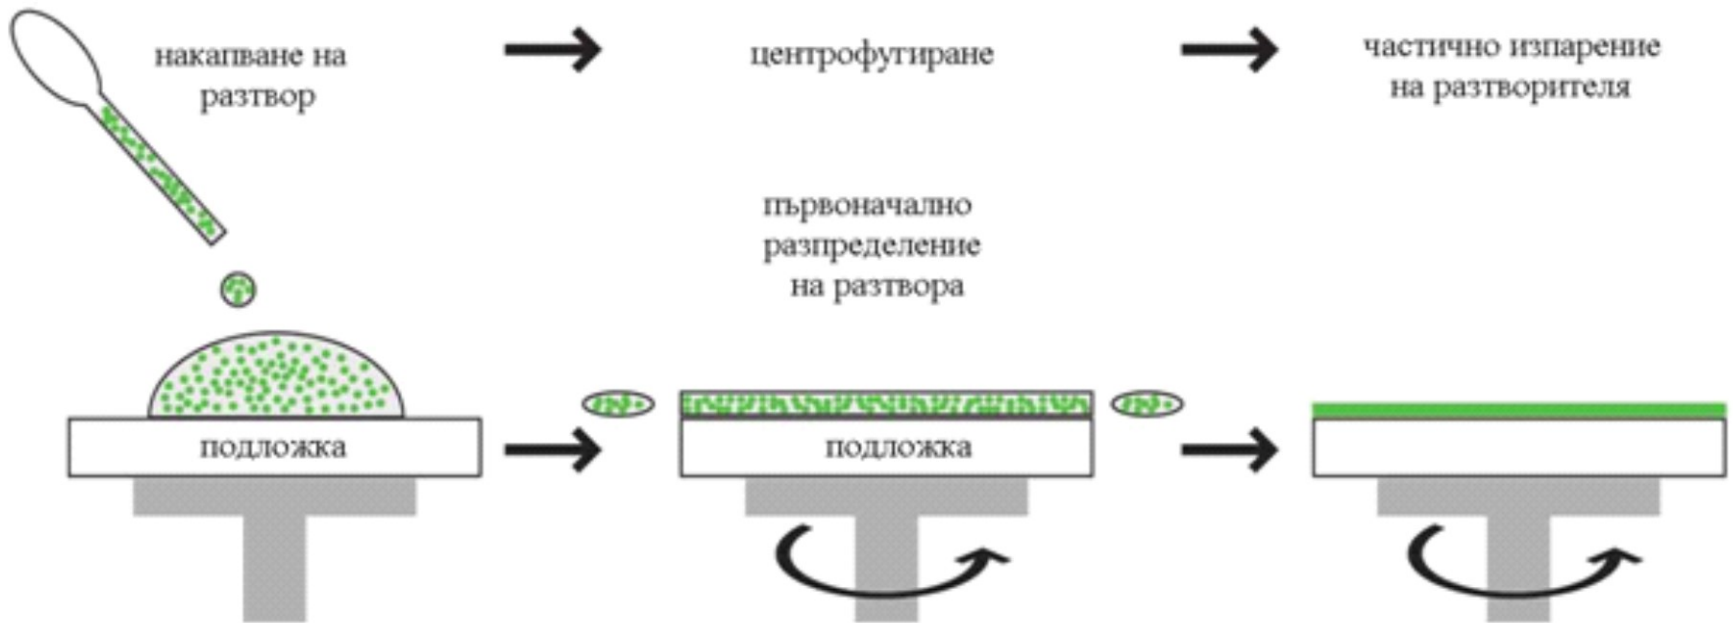 накапване на
разтвор
центрофутиране
частично изпарение
на разтворителя
първоначално
разпределение
на разтвора
подложка
подложка